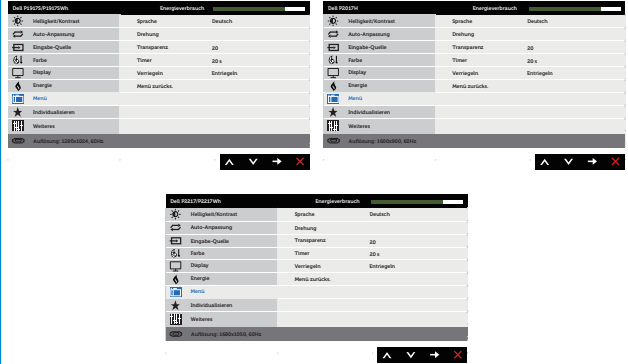 Dell P1917S/P1917SWh Energieverbrauch
Helligkeit/Kontrast Sprache Deutsch
Auto-Anpassung Drehung
Eingabe-Quelle Transparenz 20
Farbe Timer 20 s
Display Verriegeln Entriegeln
Energie Menü zurücks.
Menü
Individualisieren
Weiteres
Auflösung: 1280x1024, 60Hz
Dell P2017H Energieverbrauch
Helligkeit/Kontrast Sprache Deutsch
Auto-Anpassung Drehung
Eingabe-Quelle Transparenz 20
Farbe Timer 20 s
Display Verriegeln Entriegeln
Energie Menü zurücks.
Menü
Individualisieren
Weiteres
Auflösung: 1600x900, 60Hz
Dell P2217/P2217Wh Energieverbrauch
Helligkeit/Kontrast Sprache Deutsch
Auto-Anpassung Drehung
Eingabe-Quelle Transparenz 20
Farbe Timer 20 s
Display Verriegeln Entriegeln
Energie Menü zurücks.
Menü
Individualisieren
Weiteres
Auflösung: 1680x1050, 60Hz